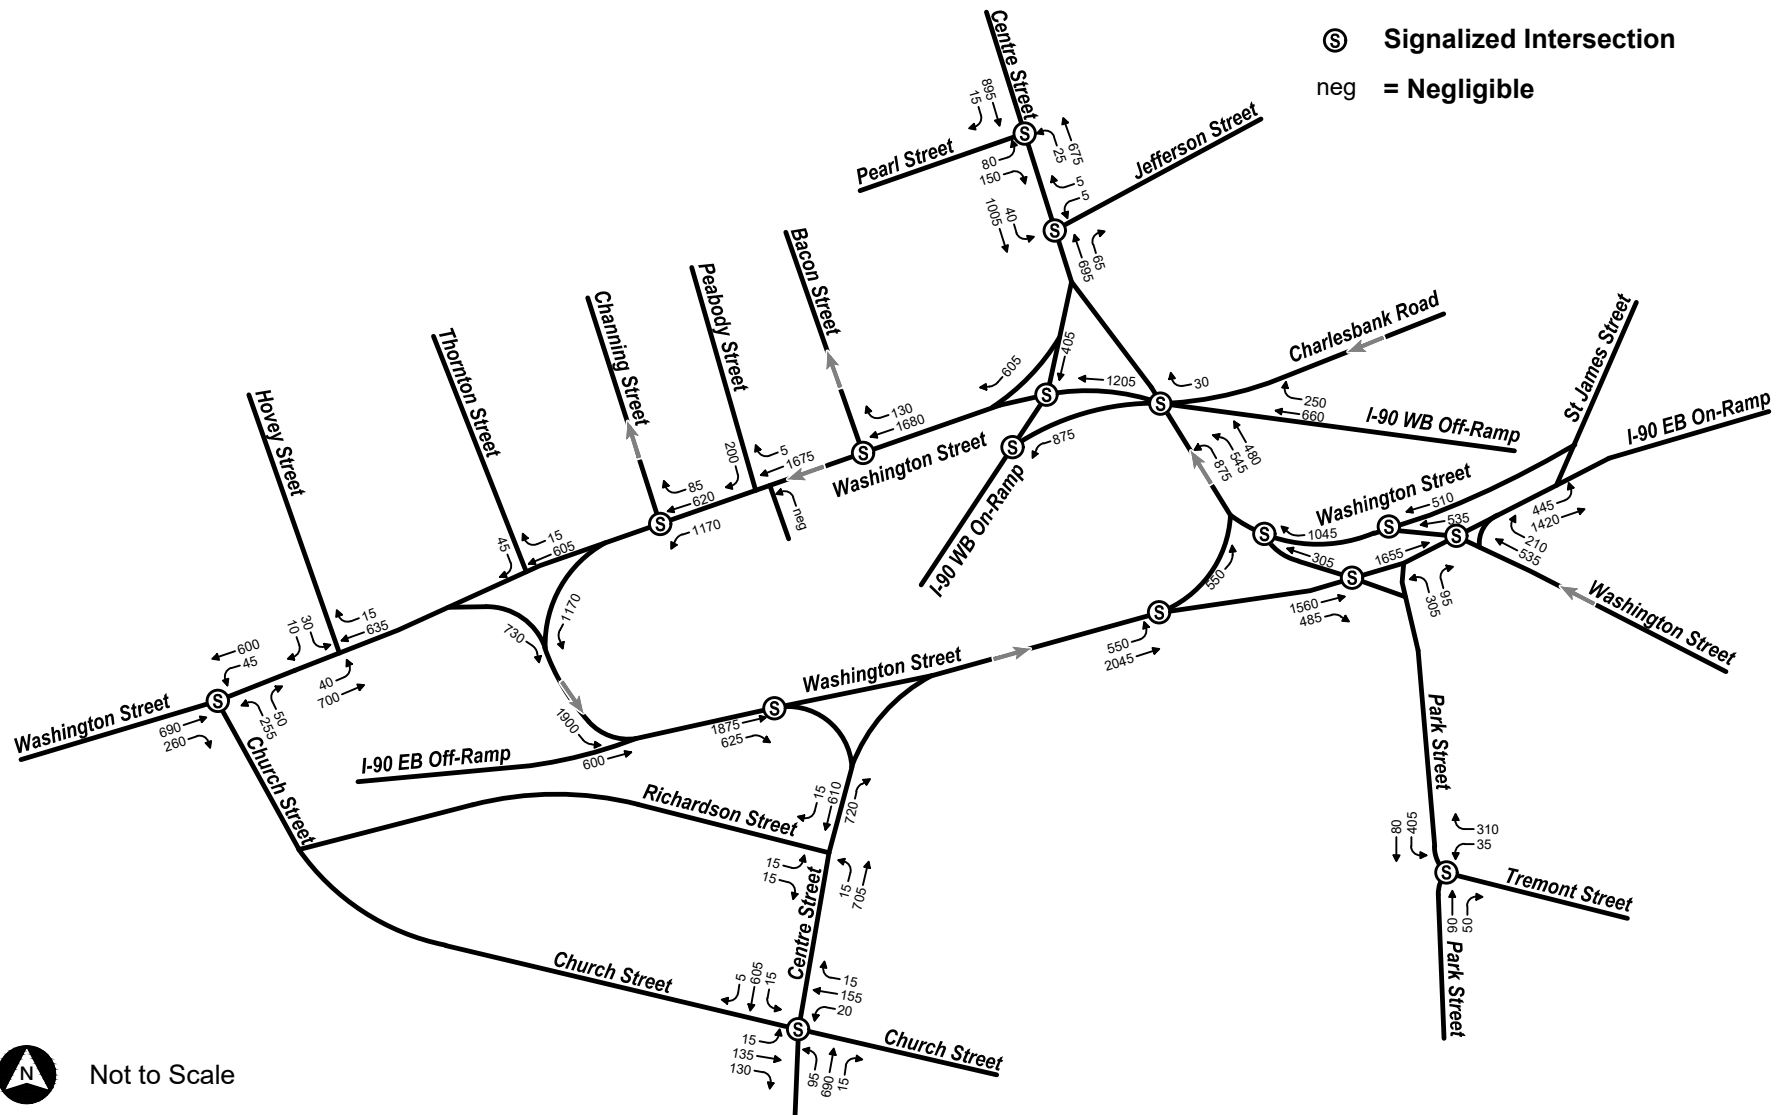 S Signalized Intersection
neg = Negligible
Centre Street
895
15
S
Pearl Street
80
150
25
675
Jefferson Street
5
5
1005
40
S
695
65
Charlesbank Road
405
605
1205
30
S
S
250
660
I-90 WB Off-Ramp
St James Street
I-90 EB On-Ramp
875
S
480
545
875
I-90 WB On-Ramp
Bacon Street
130
1680
S
Washington Street
Peabody Street
200
5
1675
neg
Channing Street
85
620
S
1170
Thornton Street
45
15
605
Hovey Street
30
10
15
635
40
700
600
45
S
Washington Street
690
260
255
50
Church Street
1170
730
1900
I-90 EB Off-Ramp
600
1875
625
S
Washington Street
550
2045
S
550
1560
485
S
305
S
1045
Washington Street
510
S
535
1655
S
445
1420
210
535
Washington Street
305
95
Park Street
80
405
310
35
S
Tremont Street
90
50
Park Street
Richardson Street
15
610
720
15
15
15
705
Centre Street
Church Street
5
605
15
15
155
20
S
15
135
130
95
690
15
Church Street
N Not to Scale